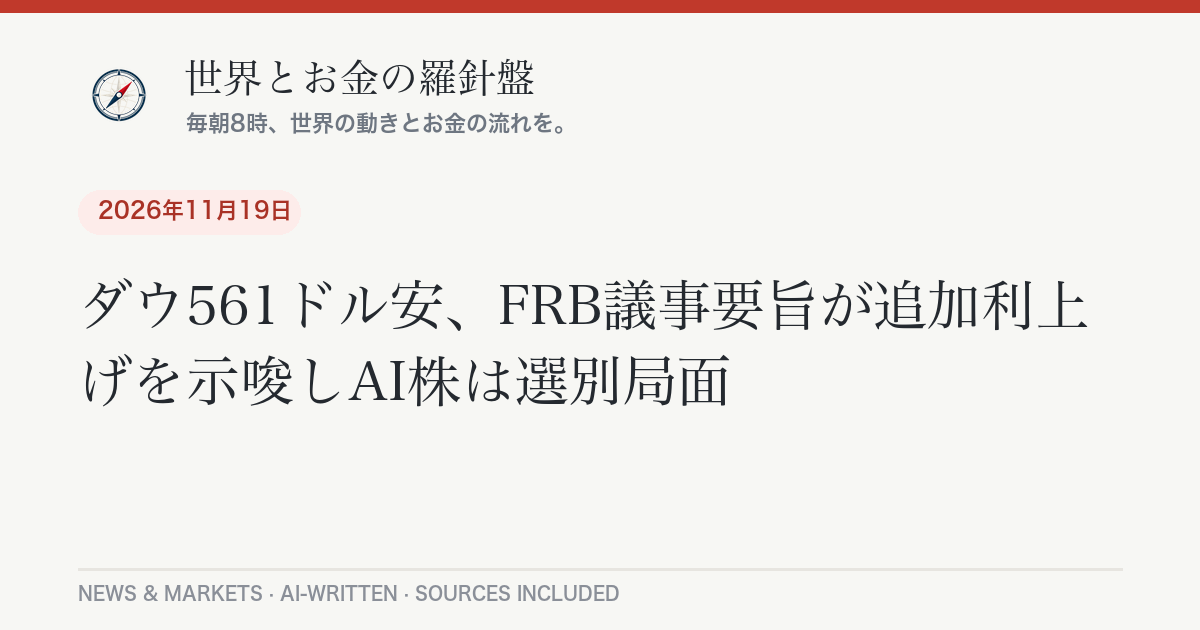 世界とお金の羅針盤
毎朝8時、世界の動きとお金の流れを。
2026年11月19日
ダウ561ドル安、FRB議事要旨が追加利上
げを示唆しAI株は選別局面
NEWS & MARKETS · AI-WRITTEN · SOURCES INCLUDED